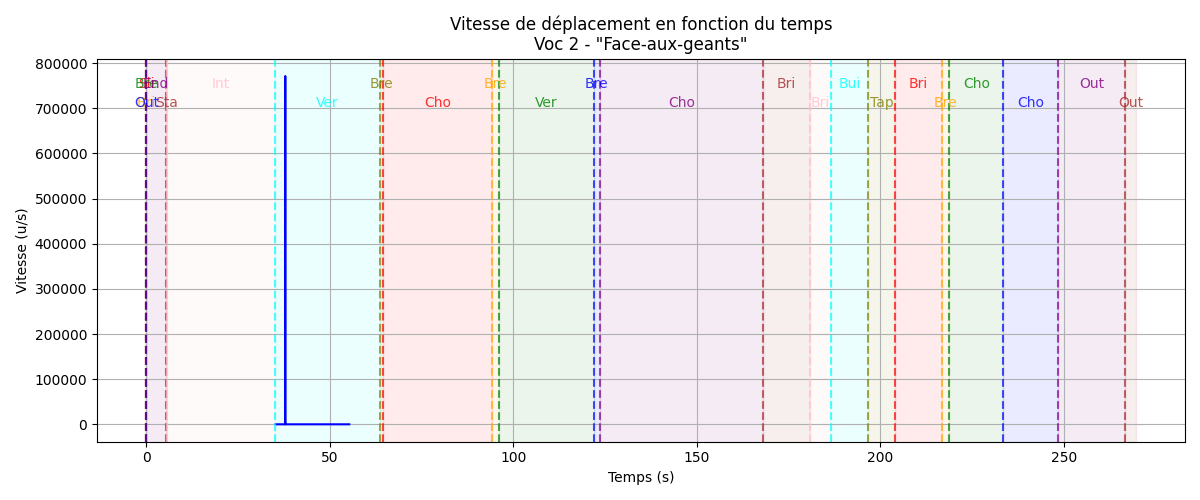 Vitesse de déplacement en fonction du temps
Voc 2 - "Face-aux-geants"
800000
700000
600000
500000
400000
300000
200000
100000
0
Vitesse (u/s)
Int
Bre
Bre
Bre
Bri
Bui
Bri
Cho
Out
Out
Sta
Ver
Cho
Ver
Cho
Bri
Tap
Bre
Cho
Out
0
50
100
150
200
250
Temps (s)